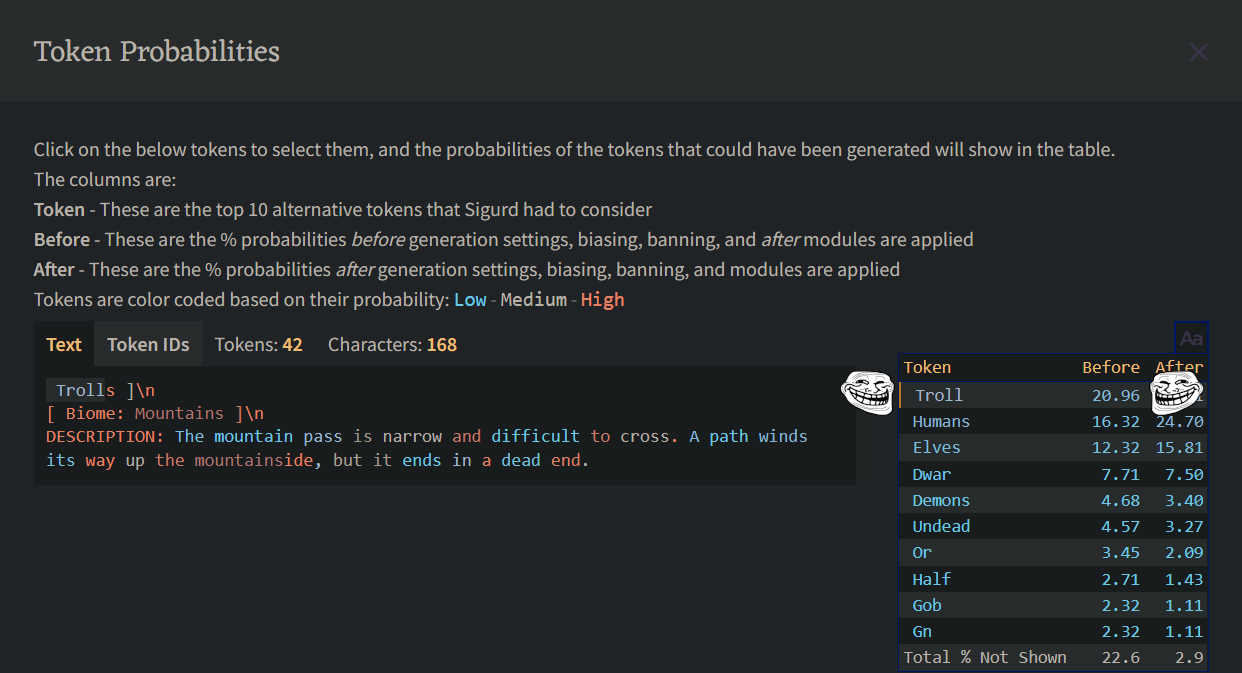 Token Probabilities
Click on the below tokens to select them, and the probabilities of the tokens that could have been generated will show in the table.
The columns are:
Token - These are the top 10 alternative tokens that Sigurd had to consider
Before - These are the % probabilities before generation settings, biasing, banning, and after modules are applied
After - These are the % probabilities after generation settings, biasing, banning, and modules are applied
Tokens are color coded based on their probability: Low - Medium - High
Text Token IDs Tokens: 42 Characters: 168
Trolls ]\n
[ Biome: Mountains ]\n
DESCRIPTION: The mountain pass is narrow and difficult to cross. A path winds
its way up the mountainside, but it ends in a dead end.
Aa
Token Before After
Troll 20.96
Humans 16.32 24.70
Elves 12.32 15.81
Dwar 7.71 7.50
Demons 4.68 3.40
Undead 4.57 3.27
Or 3.45 2.09
Half 2.71 1.43
Gob 2.32 1.11
Gn 2.32 1.11
Total % Not Shown 22.6 2.9